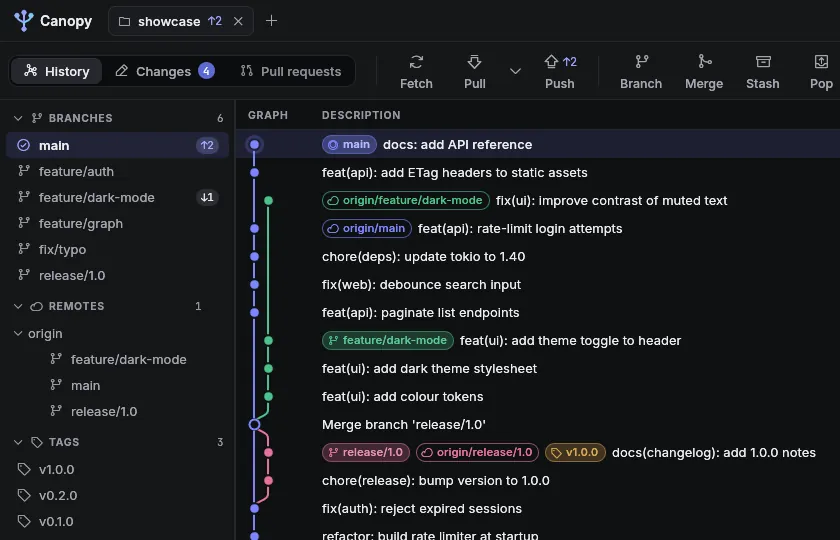 Canopy
showcase ↑2
History
Changes 4
Pull requests
Fetch
Pull
↑2
Push
Branch
Merge
Stash
Pop
BRANCHES 6
main ↑2
feature/auth
feature/dark-mode ↓1
feature/graph
fix/typo
release/1.0
REMOTES 1
origin
feature/dark-mode
main
release/1.0
TAGS 3
v1.0.0
v0.2.0
v0.1.0
GRAPH DESCRIPTION
main docs: add API reference
feat(api): add ETag headers to static assets
origin/feature/dark-mode fix(ui): improve contrast of muted text
origin/main feat(api): rate-limit login attempts
chore(deps): update tokio to 1.40
fix(web): debounce search input
feat(api): paginate list endpoints
feature/dark-mode feat(ui): add theme toggle to header
feat(ui): add dark theme stylesheet
feat(ui): add colour tokens
Merge branch 'release/1.0'
release/1.0 origin/release/1.0 v1.0.0 docs(changelog): add 1.0.0 notes
chore(release): bump version to 1.0.0
fix(auth): reject expired sessions
refactor: build rate limiter at startup